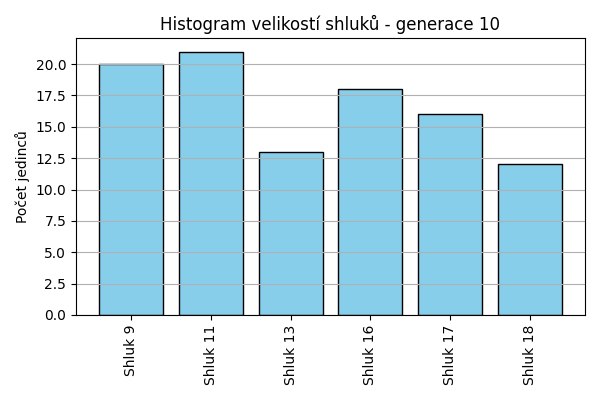 Histogram velikostí shluků - generace 10
Počet jedinců
20.0
17.5
15.0
12.5
10.0
7.5
5.0
2.5
0.0
Shluk 9
Shluk 11
Shluk 13
Shluk 16
Shluk 17
Shluk 18